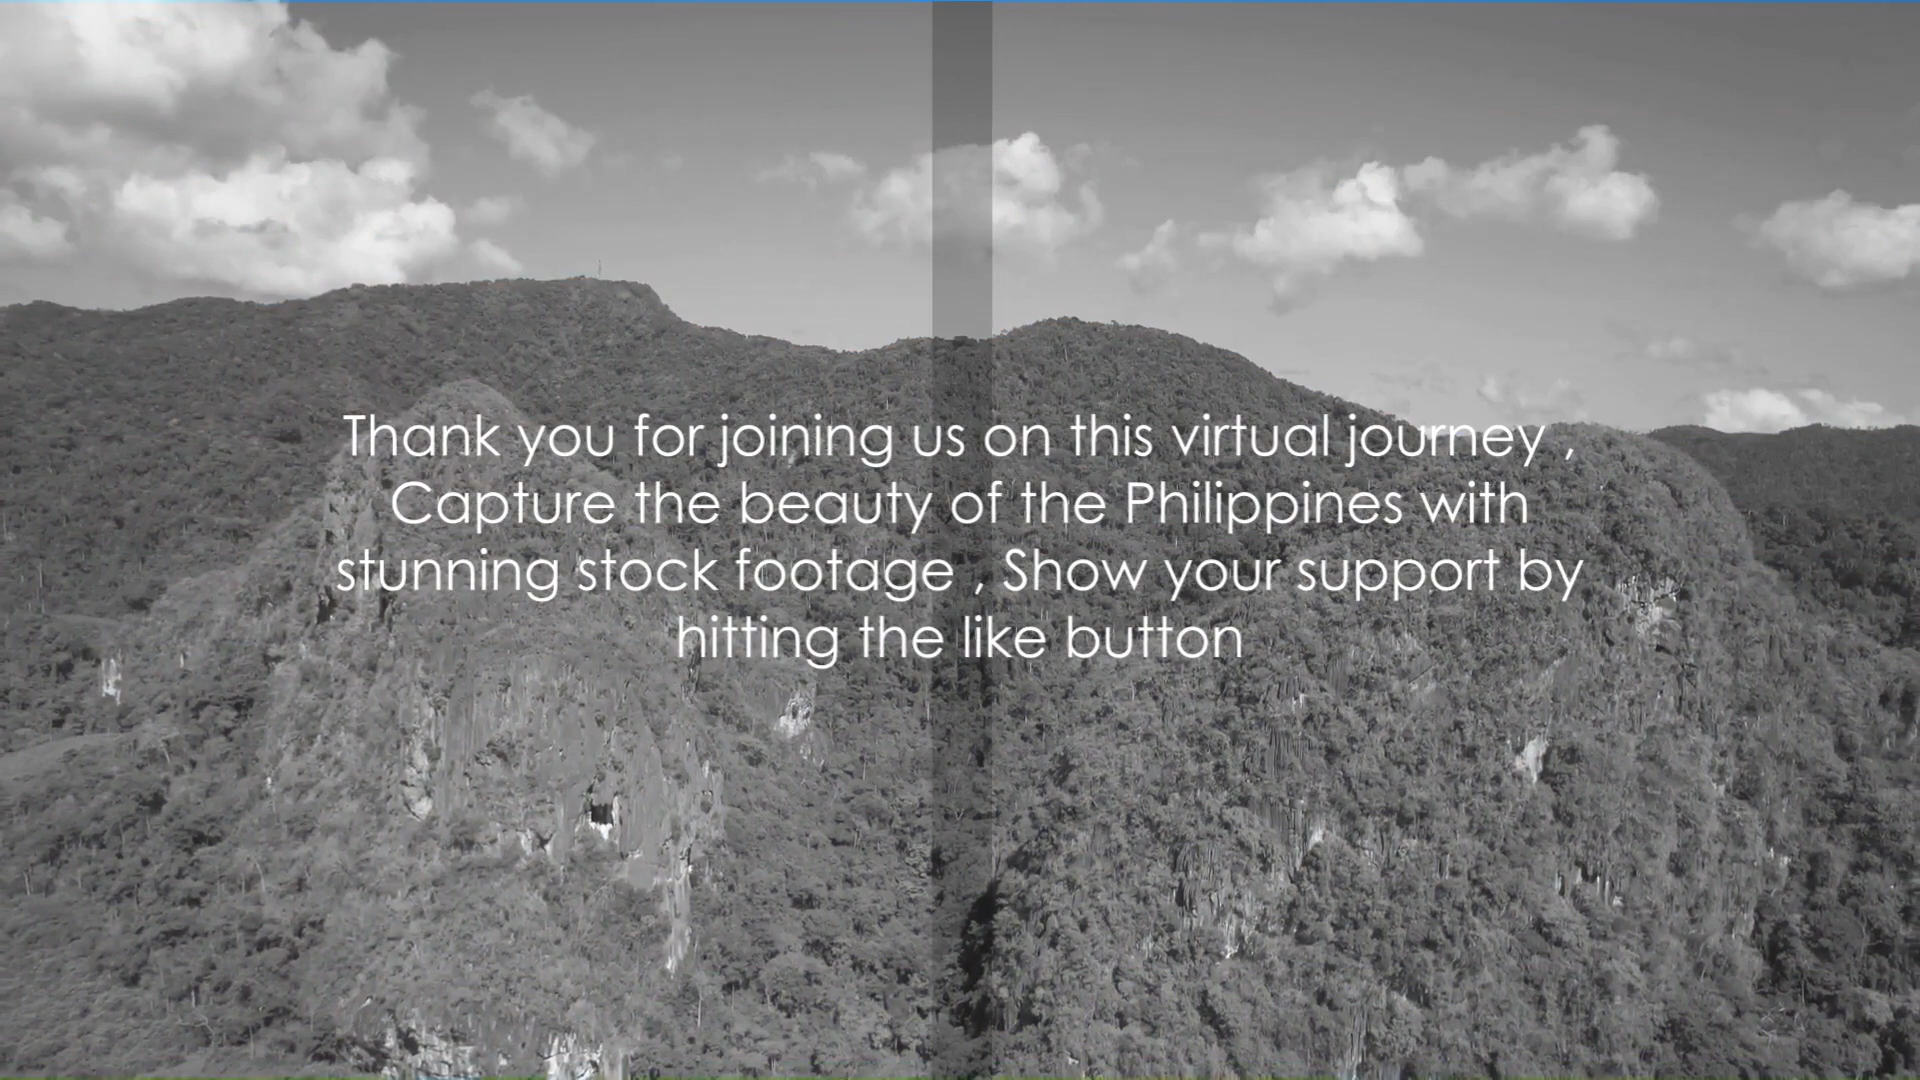 Thank you for joining us on this virtual journey ,
Capture the beauty of the Philippines with
stunning stock footage , Show your support by
hitting the like button